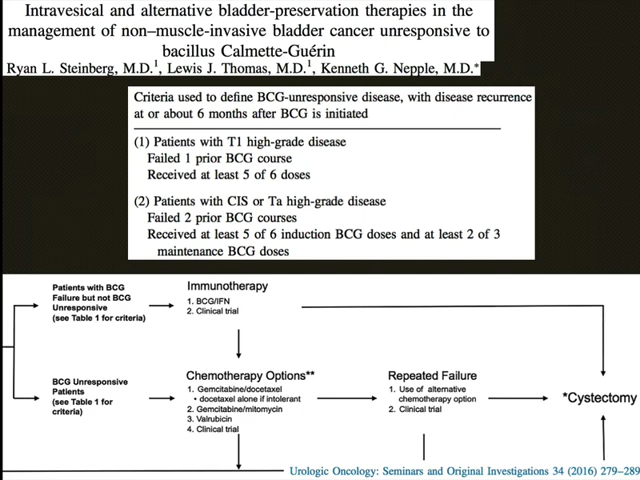 Intravesical and alternative bladder-preservation therapies in the
management of non–muscle-invasive bladder cancer unresponsive to
bacillus Calmette-Guérin
Ryan L. Steinberg, M.D.¹, Lewis J. Thomas, M.D.¹, Kenneth G. Nepple, M.D.*
Criteria used to define BCG-unresponsive disease, with disease recurrence
at or about 6 months after BCG is initiated
(1) Patients with T1 high-grade disease
Failed 1 prior BCG course
Received at least 5 of 6 doses
(2) Patients with CIS or Ta high-grade disease
Failed 2 prior BCG courses
Received at least 5 of 6 induction BCG doses and at least 2 of 3
maintenance BCG doses
Patients with BCG
Failure but not BCG
Unresponsive
(see Table 1 for criteria)
Immunotherapy
1. BCG/IFN
2. Clinical trial
BCG Unresponsive
Patients
(see Table 1 for
criteria)
Chemotherapy Options**
1. Gemcitabine/docetaxel
• docetaxel alone if intolerant
2. Gemcitabine/mitomycin
3. Valrubicin
4. Clinical trial
Repeated Failure
1. Use of alternative
chemotherapy option
2. Clinical trial
*Cystectomy
Urologic Oncology: Seminars and Original Investigations 34 (2016) 279–289